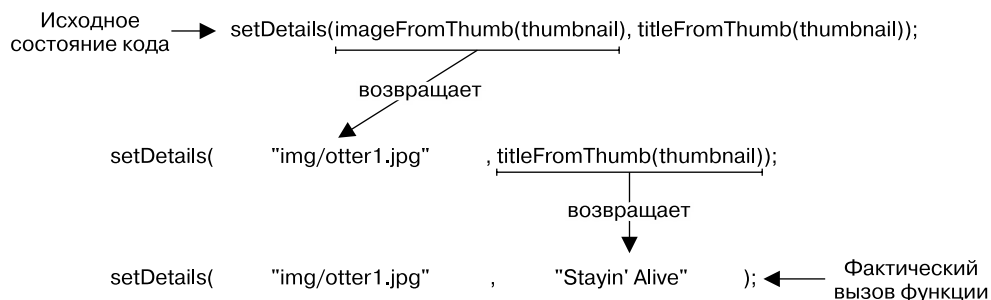 Исходное
состояние кода
setDetails(imageFromThumb(thumbnail), titleFromThumb(thumbnail));
возвращает
setDetails( "img/otter1.jpg" , titleFromThumb(thumbnail));
возвращает
setDetails( "img/otter1.jpg" , "Stayin' Alive" );
Фактический
вызов функции